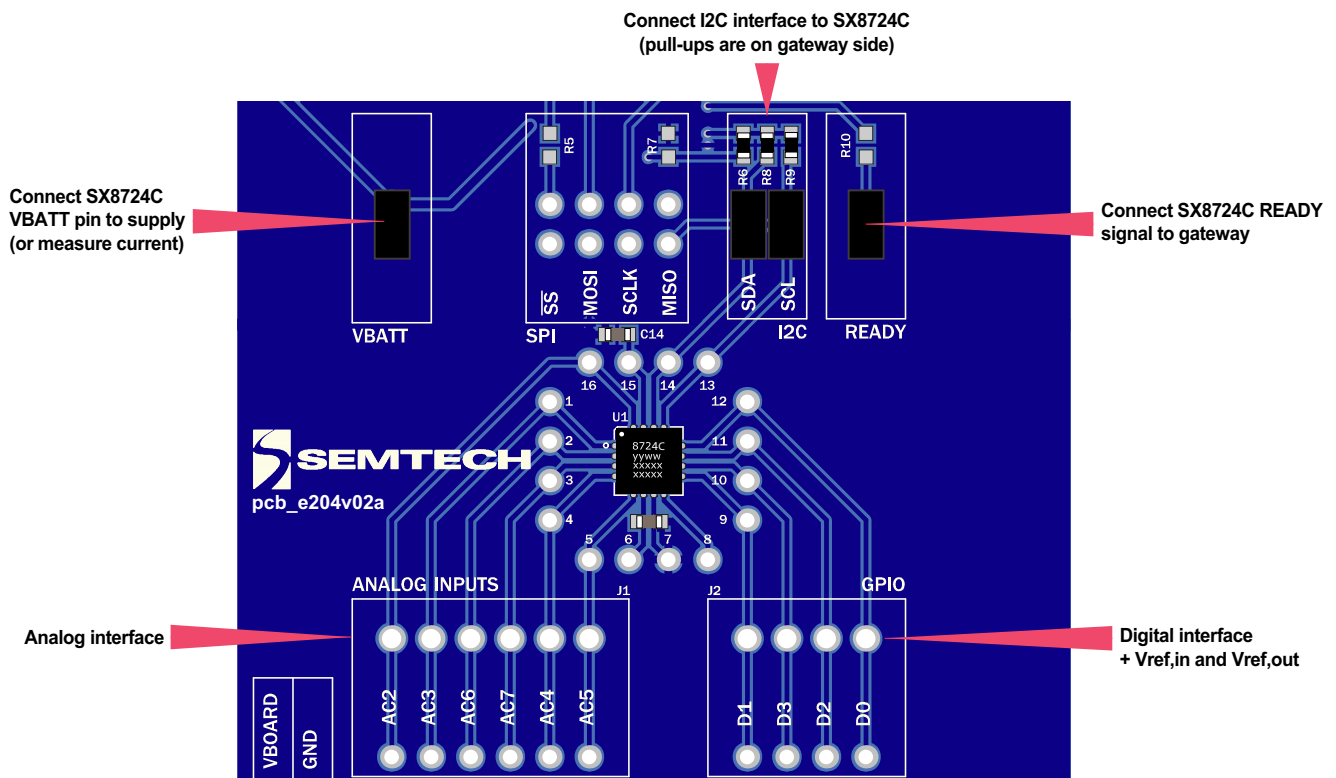 Connect I2C interface to SX8724C
(pull-ups are on gateway side)
Connect SX8724C
VBATT pin to supply
(or measure current)
Connect SX8724C READY
signal to gateway
R5
R7
R6
R8
R9
R10
SS
MOSI
SCLK
MISO
SDA
SCL
VBATT
SPI
C14
I2C
READY
16
15
14
13
1
2
3
4
U1
8724C
yyww
xxxxx
xxxxx
12
11
10
9
SEMTECH
pcb_e204v02a
5
6
7
8
ANALOG INPUTS
J1
J2
GPIO
Analog interface
Digital interface
+ Vref,in and Vref,out
VBOARD
GND
AC2
AC3
AC6
AC7
AC4
AC5
D1
D3
D2
D0